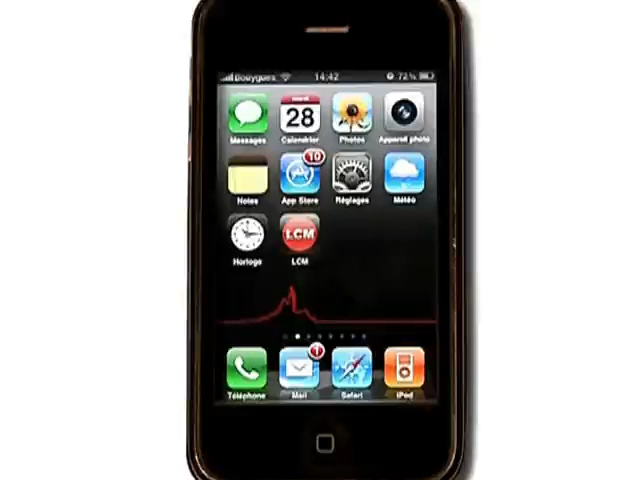 Bouygues 14:42 72%
28
Messages Calendrier Photos Appareil photo
10
Notes App Store Réglages Météo
LCM
Horloge LCM
1
Téléphone Mail Safari iPod